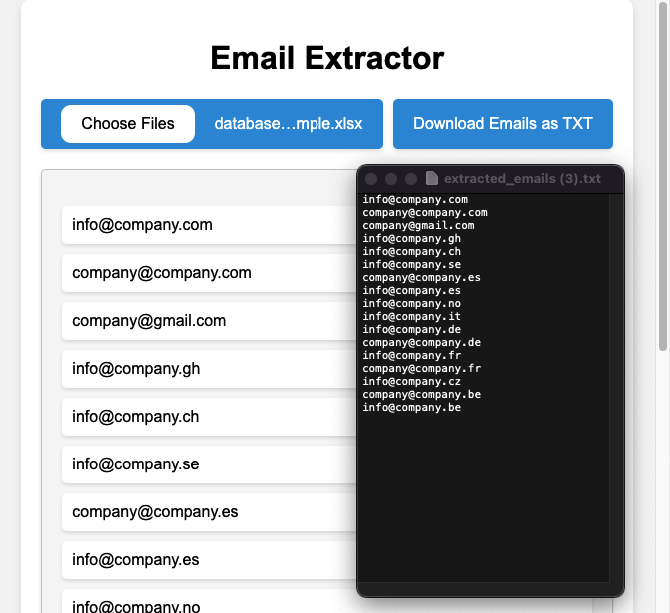 Email Extractor
Choose Files database...mple.xlsx Download Emails as TXT
info@company.com
company@company.com
company@gmail.com
info@company.gh
info@company.ch
info@company.se
company@company.es
info@company.es
info@company.no
extracted_emails (3).txt
info@company.com
company@company.com
company@gmail.com
info@company.gh
info@company.ch
info@company.se
company@company.es
info@company.es
info@company.no
info@company.it
info@company.de
company@company.de
info@company.fr
company@company.fr
info@company.cz
company@company.be
info@company.be